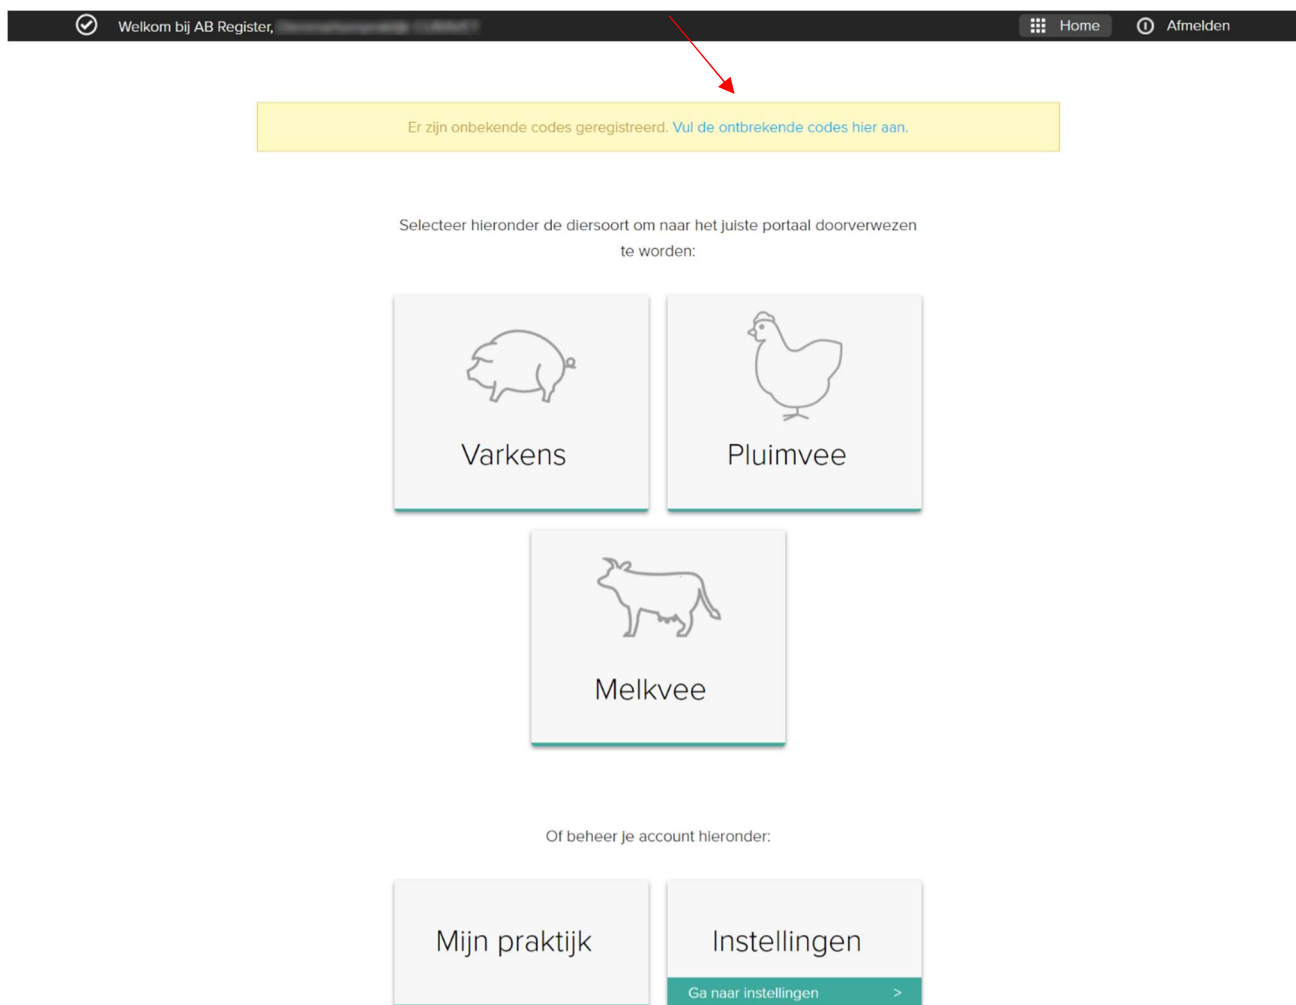 Welkom bij AB Register,
Home
Afmelden
Er zijn onbekende codes geregistreerd. Vul de ontbrekende codes hier aan.
Selecteer hieronder de diersoort om naar het juiste portaal doorverwezen
te worden:
Varkens
Pluimvee
Melkvee
Of beheer je account hieronder:
Mijn praktijk
Instellingen
Ga naar instellingen >